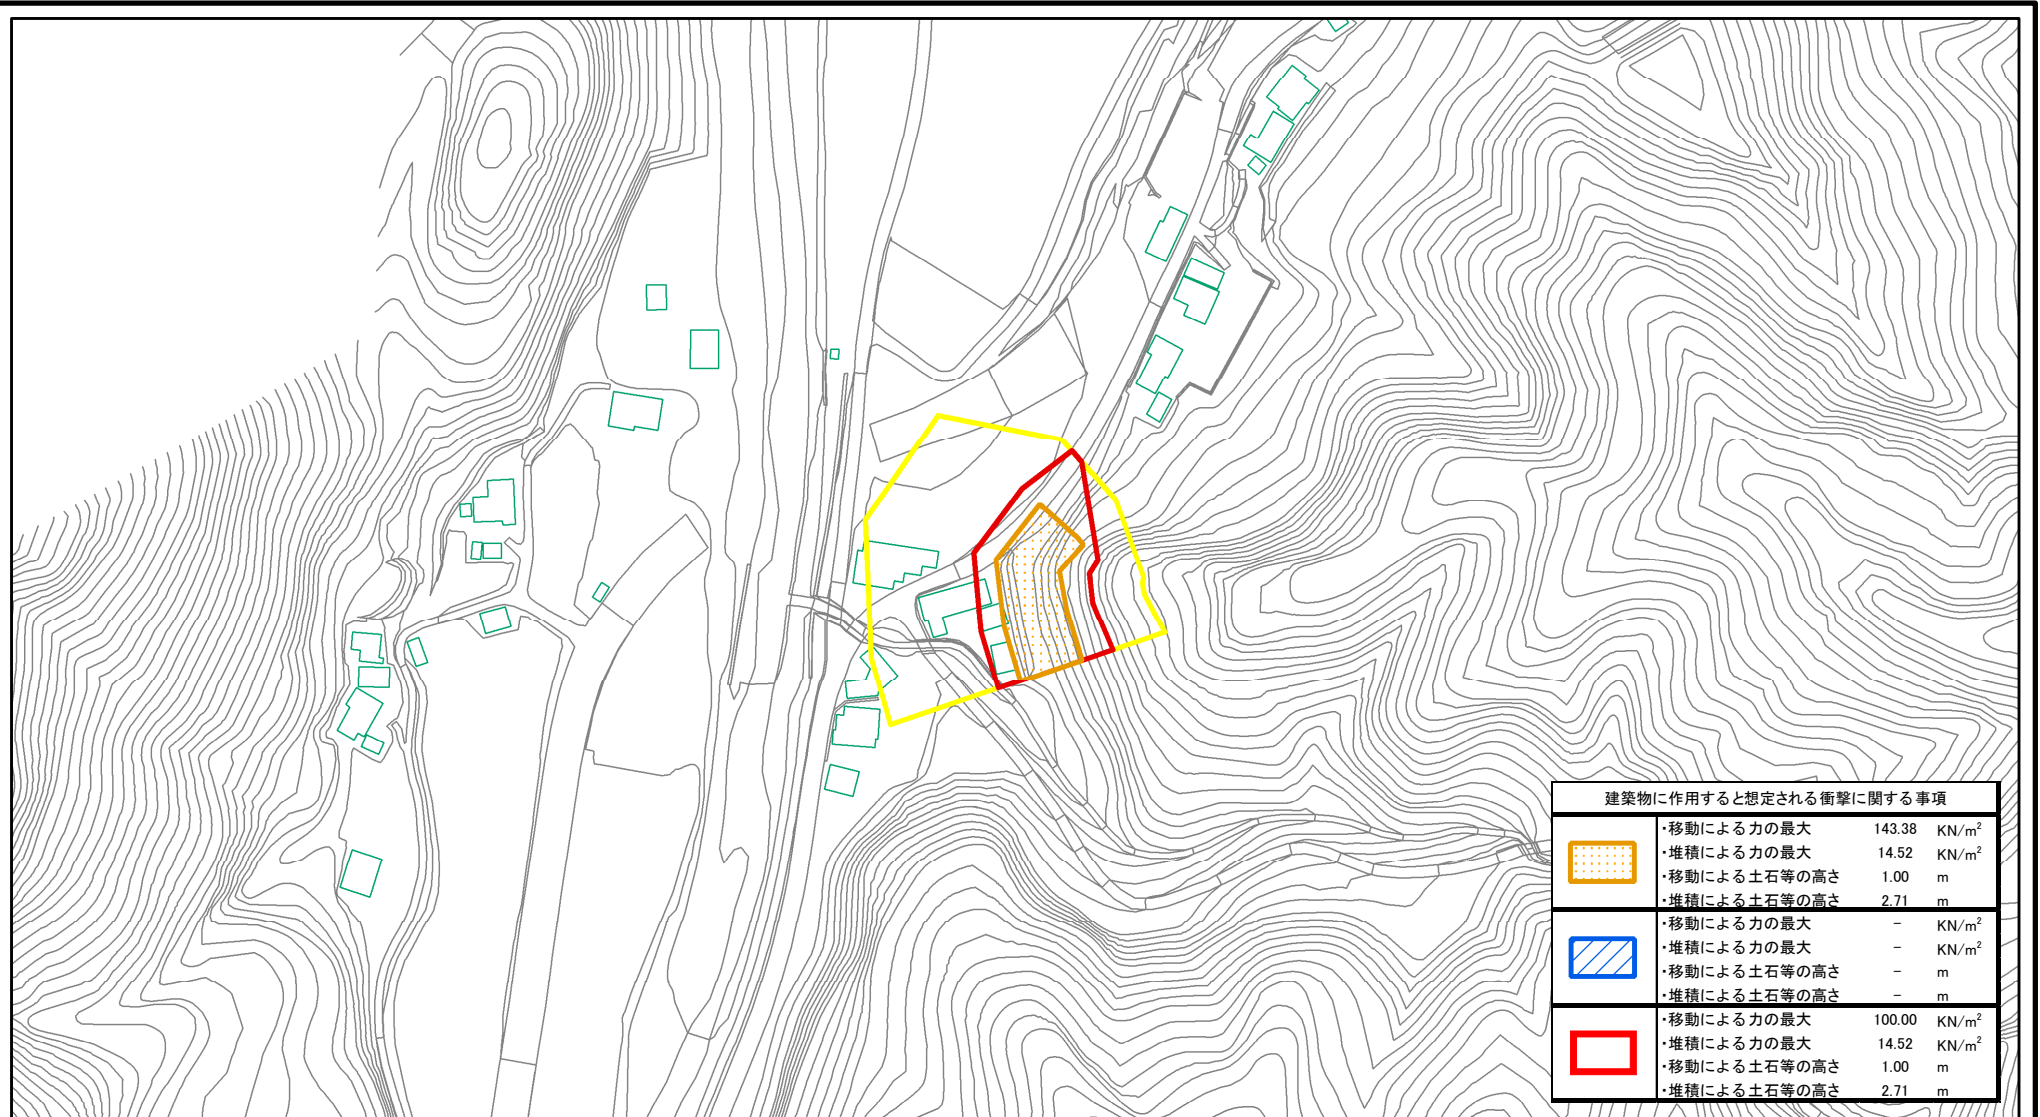 建築物に作用すると想定される衝撃に関する事項
・移動による力の最大 143.38 KN/m²
・堆積による力の最大 14.52 KN/m²
・移動による土石等の高さ 1.00 m
・堆積による土石等の高さ 2.71 m
・移動による力の最大 － KN/m²
・堆積による力の最大 － KN/m²
・移動による土石等の高さ － m
・堆積による土石等の高さ － m
・移動による力の最大 100.00 KN/m²
・堆積による力の最大 14.52 KN/m²
・移動による土石等の高さ 1.00 m
・堆積による土石等の高さ 2.71 m